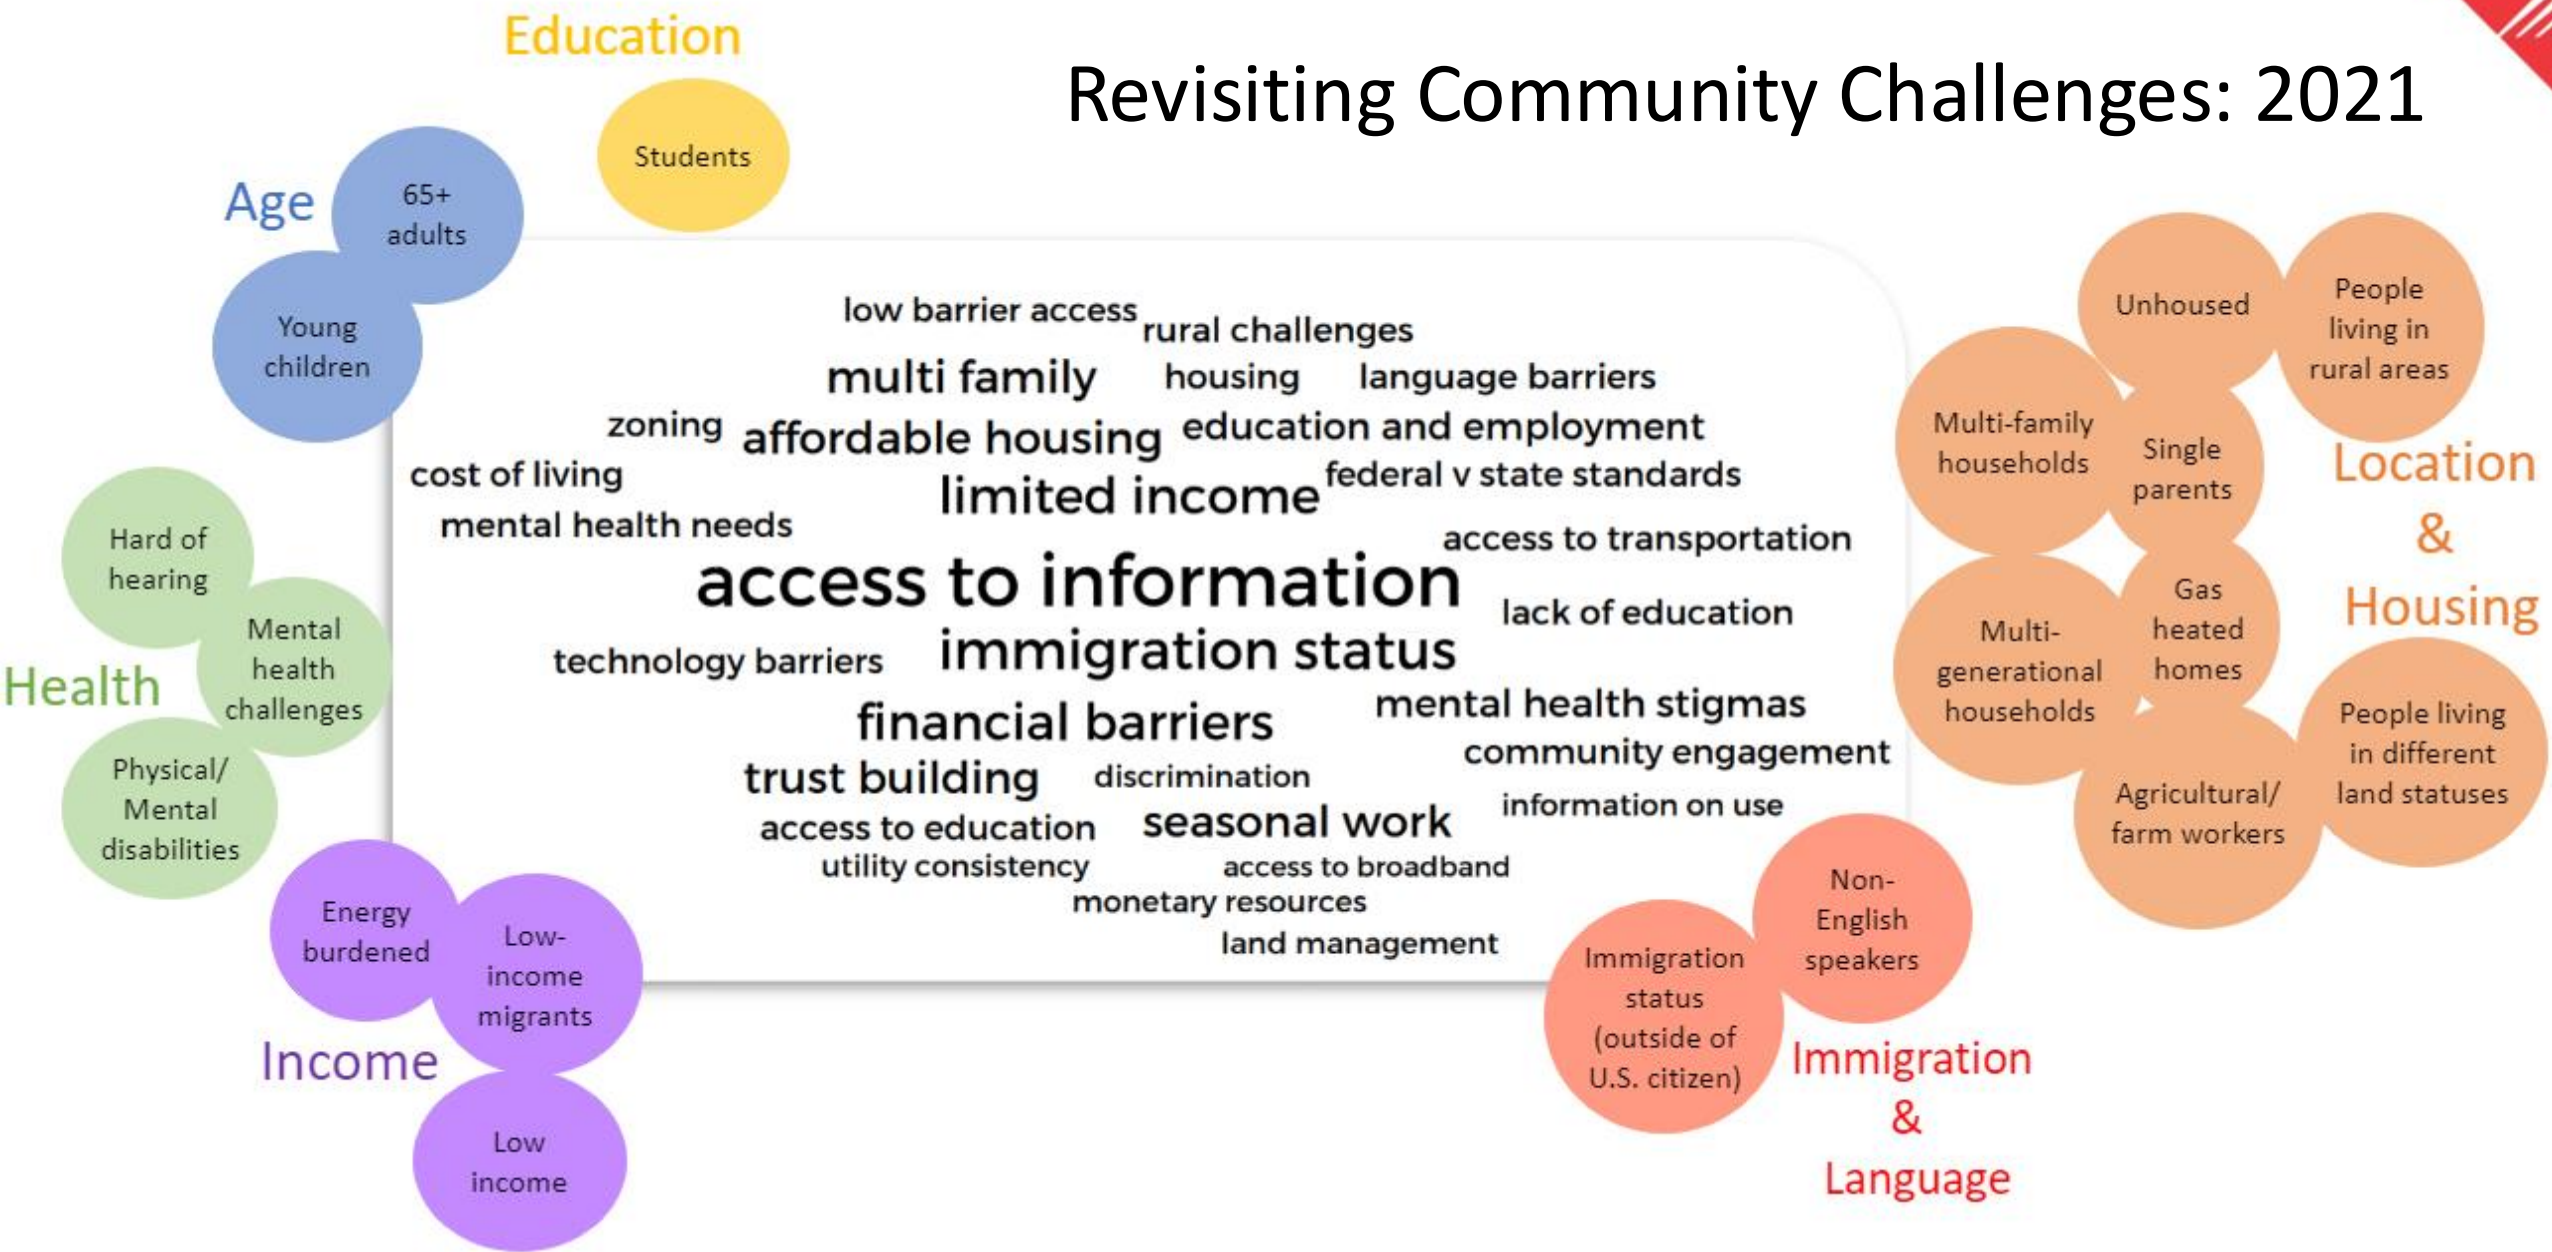 Education
Revisiting Community Challenges: 2021
Students
Age
65+
adults
Young
children
Health
Hard of
hearing
Mental
health
challenges
Physical/
Mental
disabilities
Income
Energy
burdened
Low-
income
migrants
Low
income
low barrier access
rural challenges
multi family
housing
language barriers
zoning
affordable housing
education and employment
cost of living
limited income
federal v state standards
mental health needs
access to transportation
access to information
lack of education
technology barriers
immigration status
financial barriers
mental health stigmas
community engagement
trust building
discrimination
information on use
access to education
seasonal work
utility consistency
access to broadband
monetary resources
land management
Unhoused
People
living in
rural areas
Multi-family
households
Single
parents
Location
&
Housing
Multi-
generational
households
Gas
heated
homes
People living
in different
land statuses
Agricultural/
farm workers
Non-
English
speakers
Immigration
status
(outside of
U.S. citizen)
Immigration
&
Language